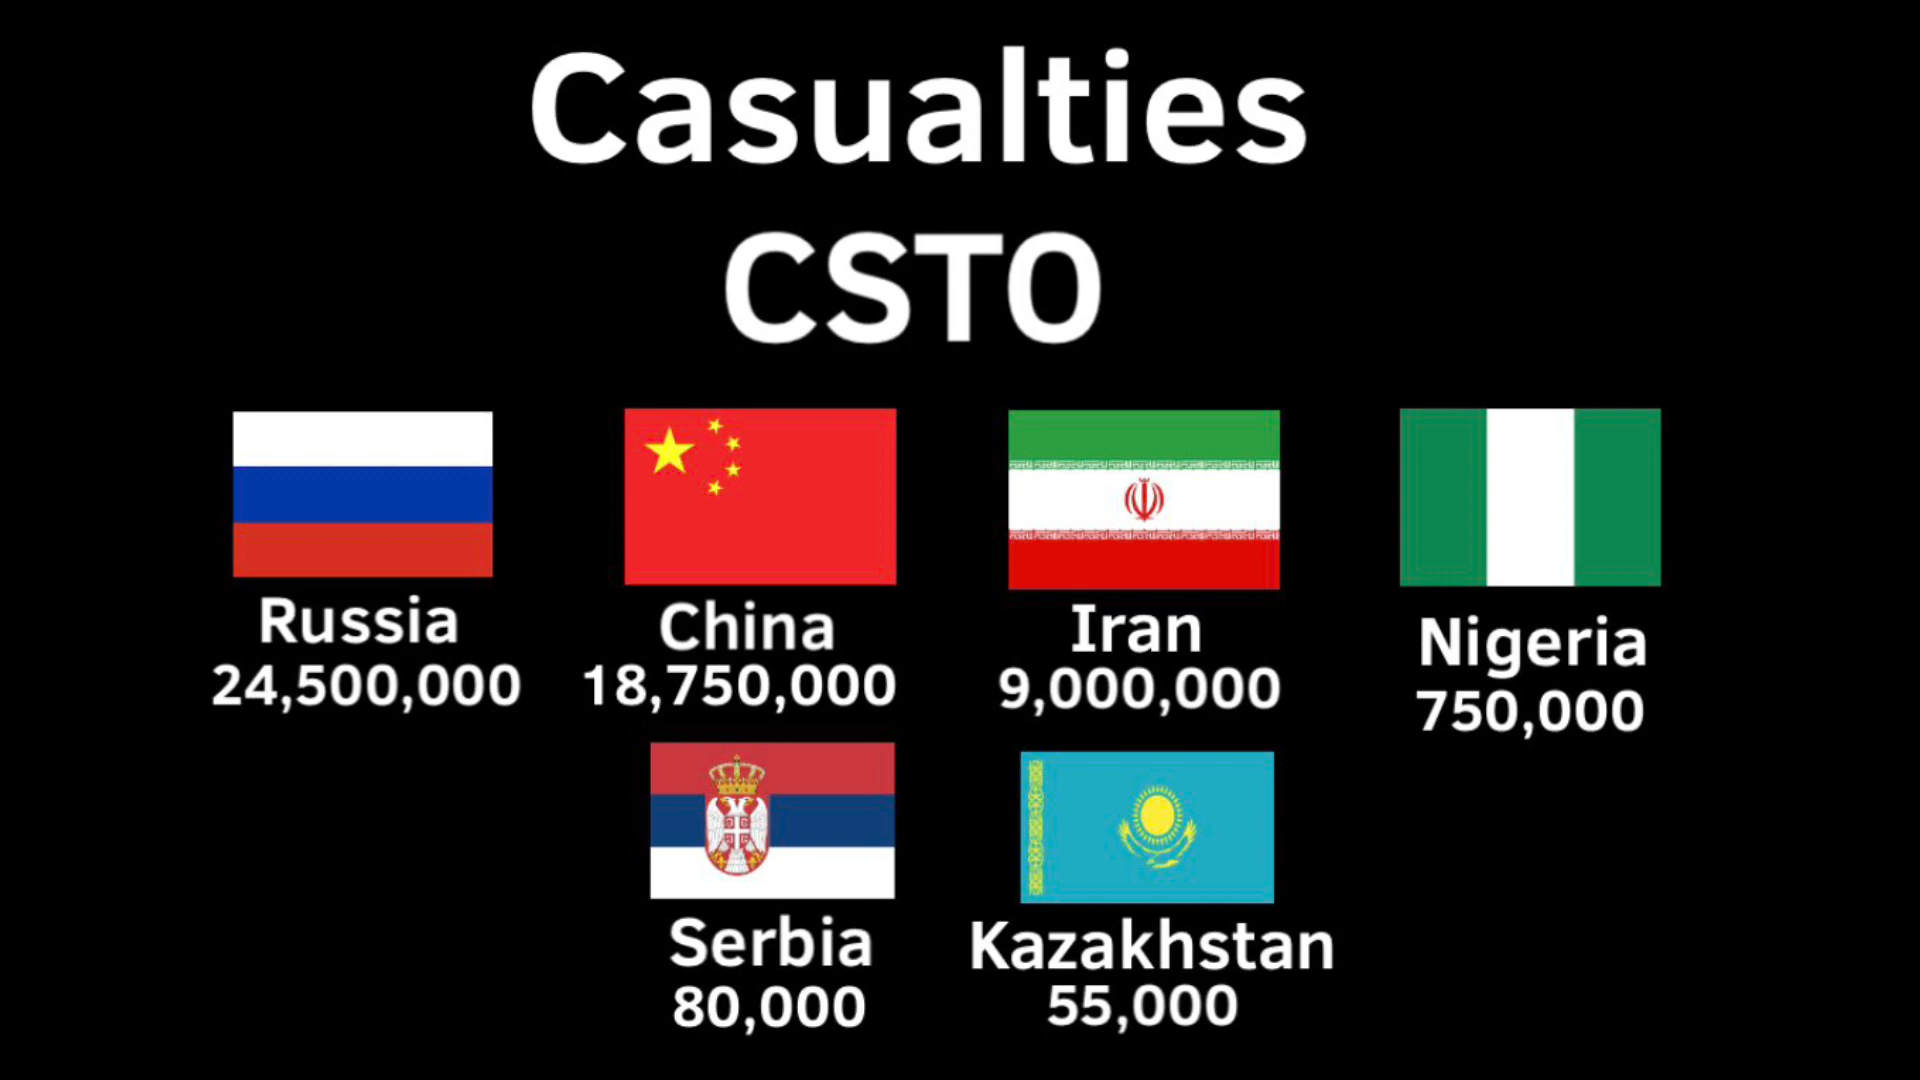 Casualties
CSTO
Russia
24,500,000
China
18,750,000
Iran
9,000,000
Nigeria
750,000
Serbia
80,000
Kazakhstan
55,000